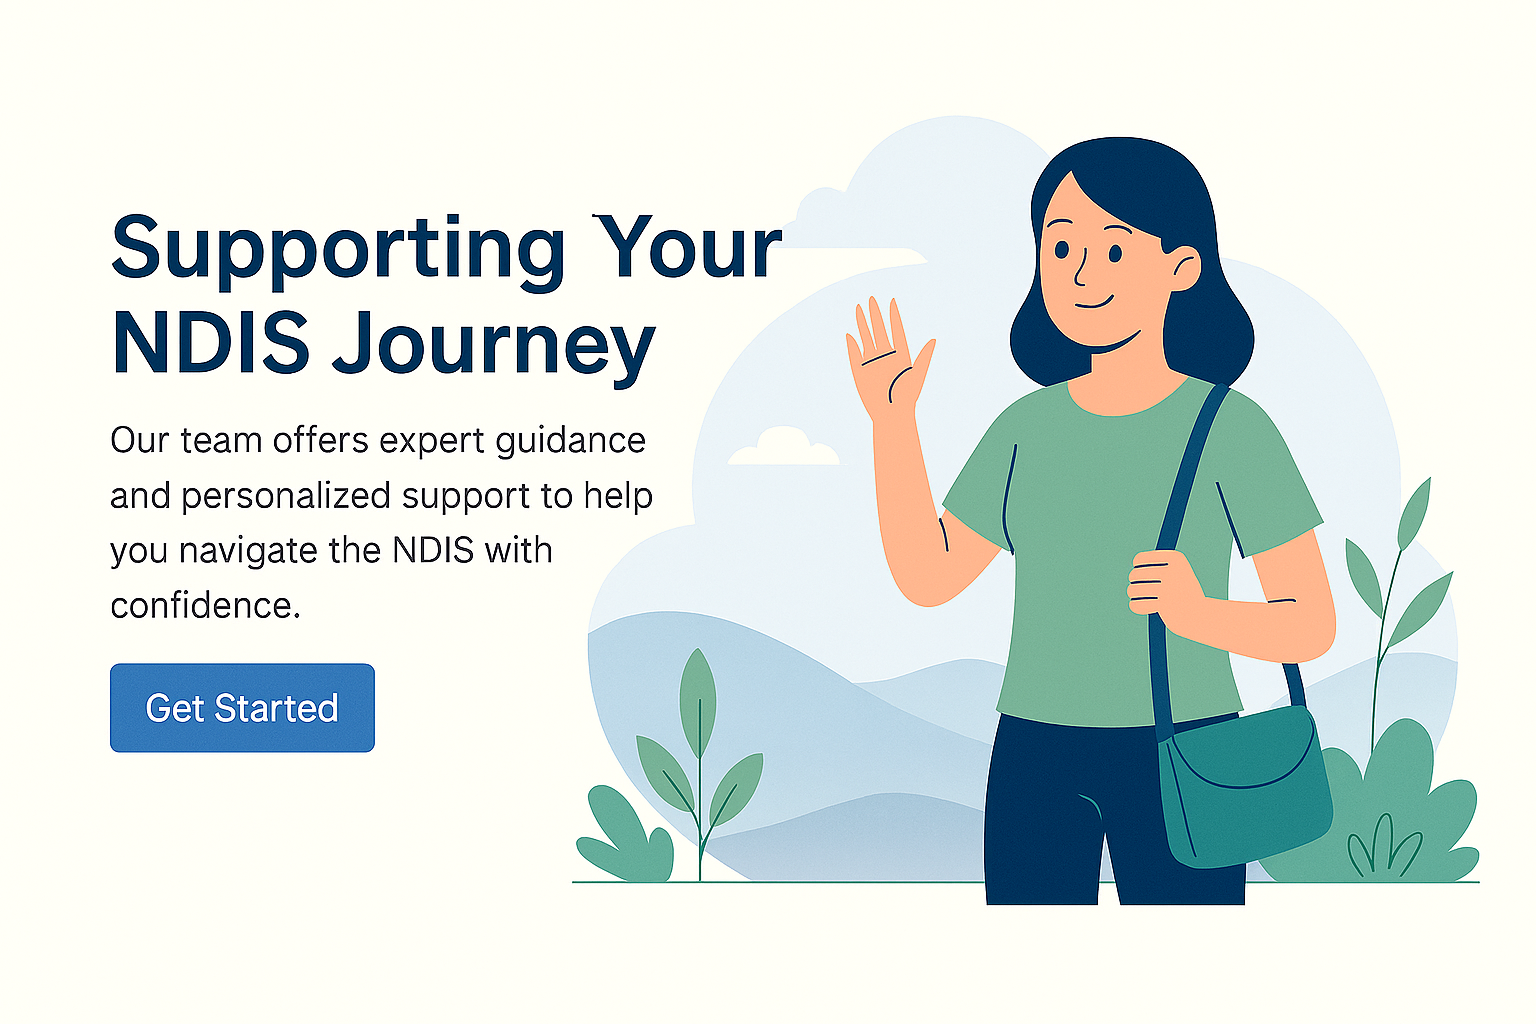 Supporting Your
NDIS Journey
Our team offers expert guidance
and personalized support to help
you navigate the NDIS with
confidence.
Get Started